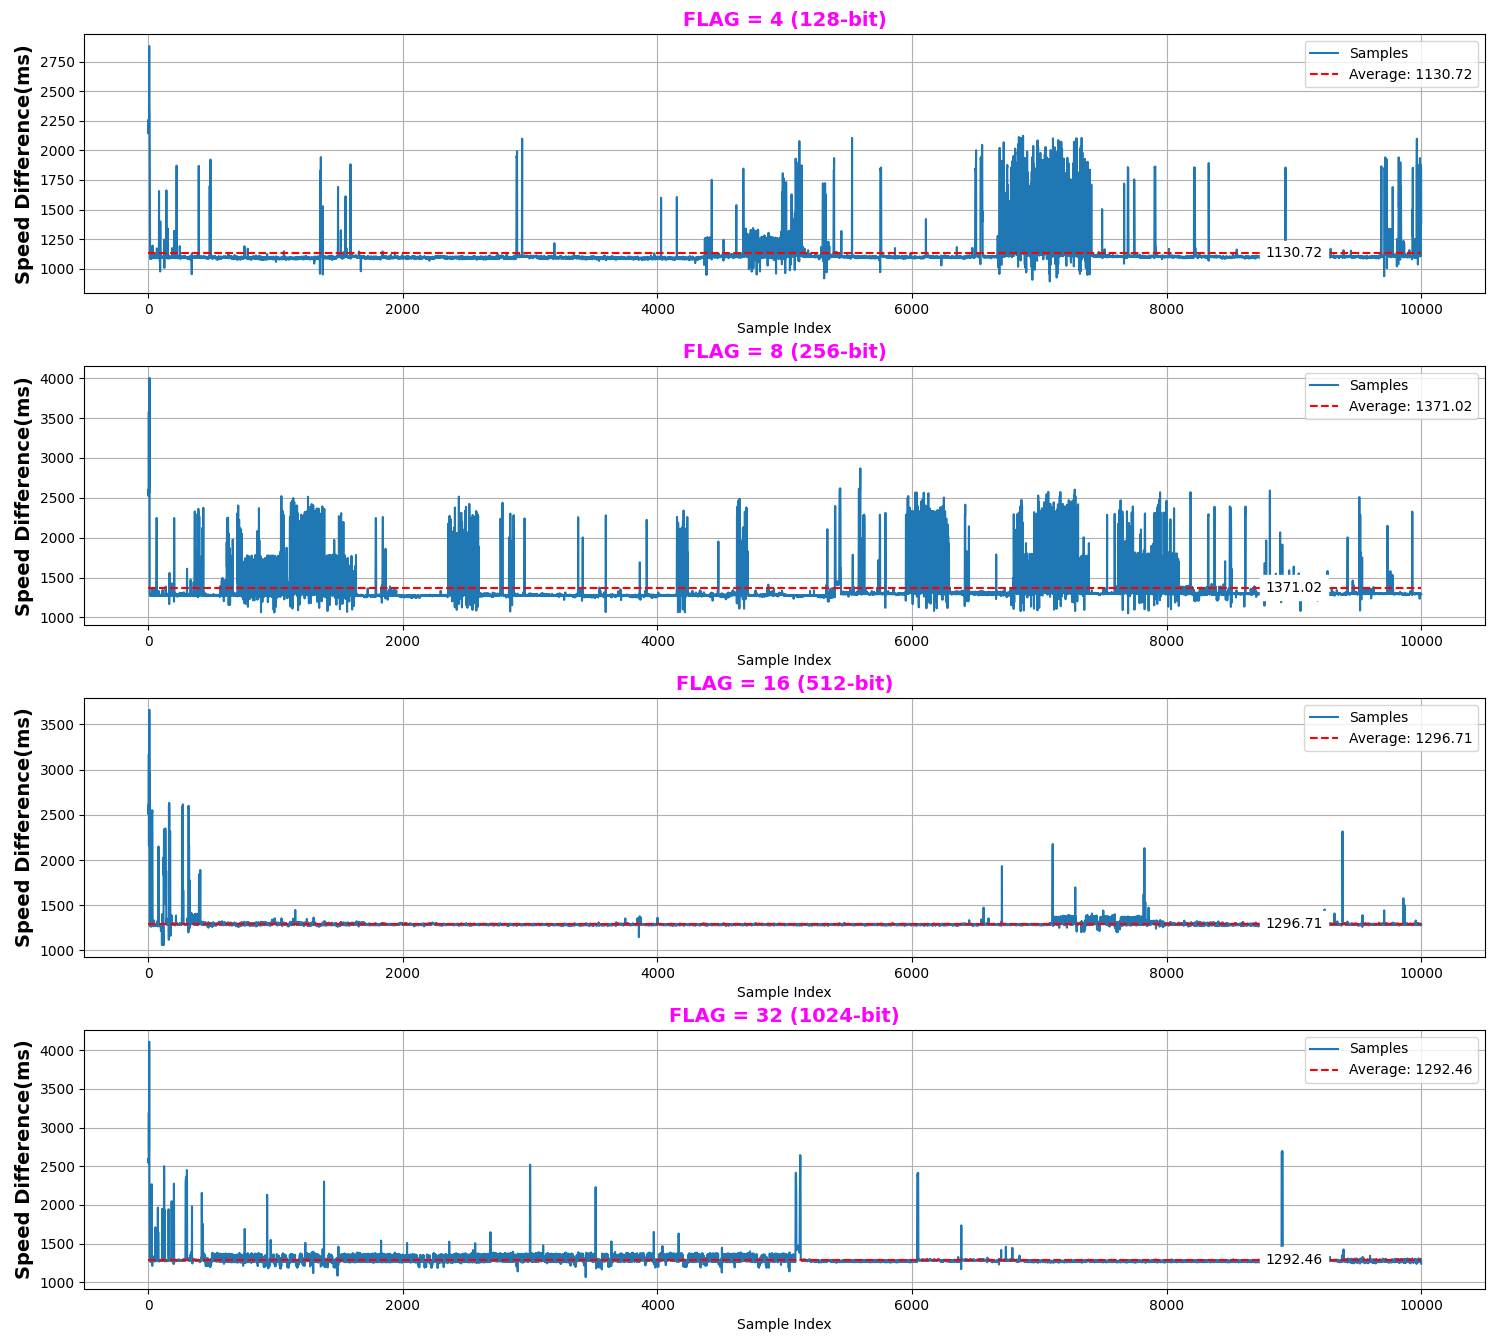 FLAG = 4 (128-bit)
Speed Difference(ms)
2750
2500
2250
2000
1750
1500
1250
1000
Samples
Average: 1130.72
1130.72
0 2000 4000 6000 8000 10000
Sample Index
FLAG = 8 (256-bit)
Speed Difference(ms)
4000
3500
3000
2500
2000
1500
1000
Samples
Average: 1371.02
1371.02
0 2000 4000 6000 8000 10000
Sample Index
FLAG = 16 (512-bit)
Speed Difference(ms)
3500
3000
2500
2000
1500
1000
Samples
Average: 1296.71
1296.71
0 2000 4000 6000 8000 10000
Sample Index
FLAG = 32 (1024-bit)
Speed Difference(ms)
4000
3500
3000
2500
2000
1500
1000
Samples
Average: 1292.46
1292.46
0 2000 4000 6000 8000 10000
Sample Index